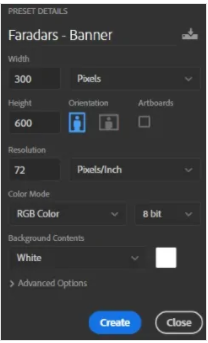 PRESET DETAILS
Faradars - Banner
Width
300 Pixels
Height Orientation Artboards
600
Resolution
72 Pixels/Inch
Color Mode
RGB Color 8 bit
Background Contents
White
Advanced Options
Create Close